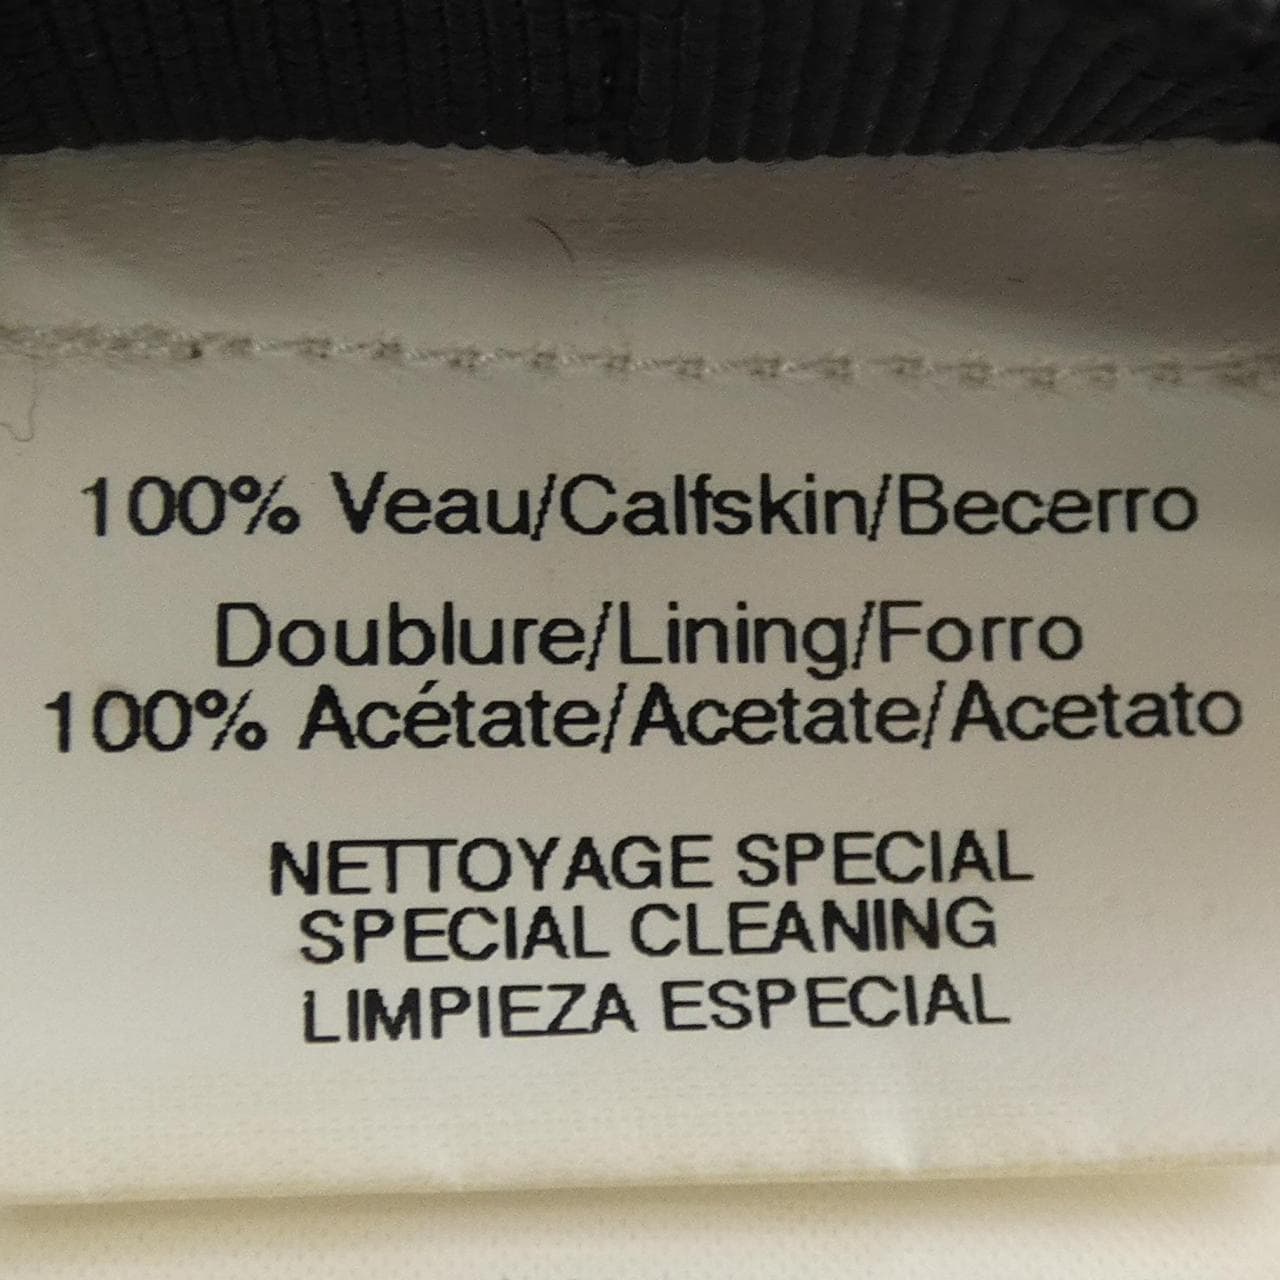 100% Veau/Calfskin/Becerro
Doublure/Lining/Forro
100% Acétate/Acetate/Acetato
NETTOYAGE SPECIAL
SPECIAL CLEANING
LIMPIEZA ESPECIAL